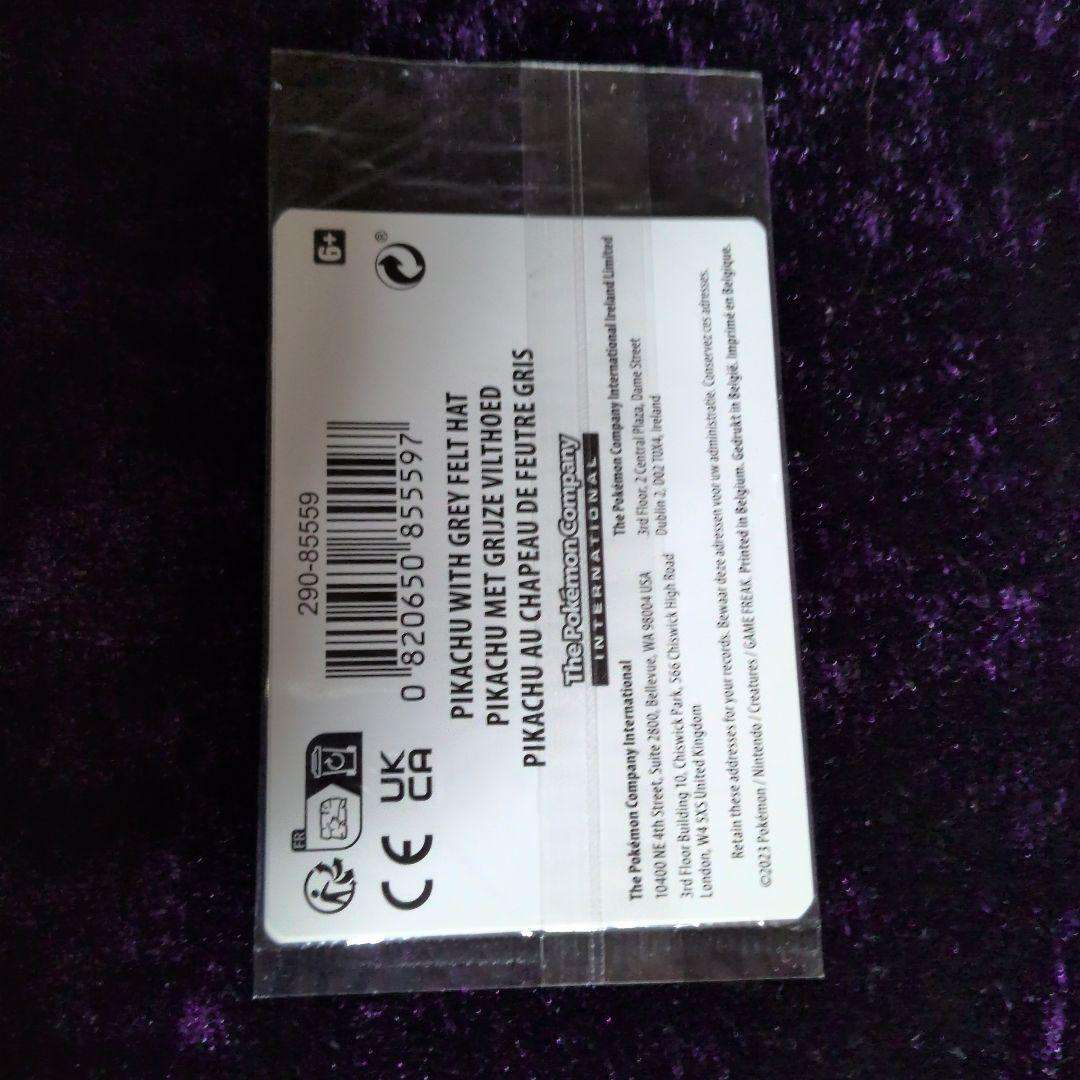 6+
®
290-85559
0 820650 855597
FR
CE
UK
CA
PIKACHU WITH GREY FELT HAT
PIKACHU MET GRIJZE VILTHOED
PIKACHU AU CHAPEAU DE FEUTRE GRIS
The Pokémon Company
INTERNATIONAL
The Pokémon Company International
10400 NE 4th Street, Suite 2800, Bellevue, WA 98004 USA
3rd Floor Building 10, Chiswick Park, 566 Chiswick High Road
London, W4 5XS United Kingdom
The Pokémon Company International Ireland Limited
3rd Floor, 2 Central Plaza, Dame Street
Dublin 2, D02 T0X4, Ireland
Retain these addresses for your records. Bewaar deze adressen voor uw administratie. Conservez ces adresses.
©2023 Pokémon / Nintendo / Creatures / GAME FREAK. Printed in Belgium. Gedrukt in België. Imprimé en Belgique.